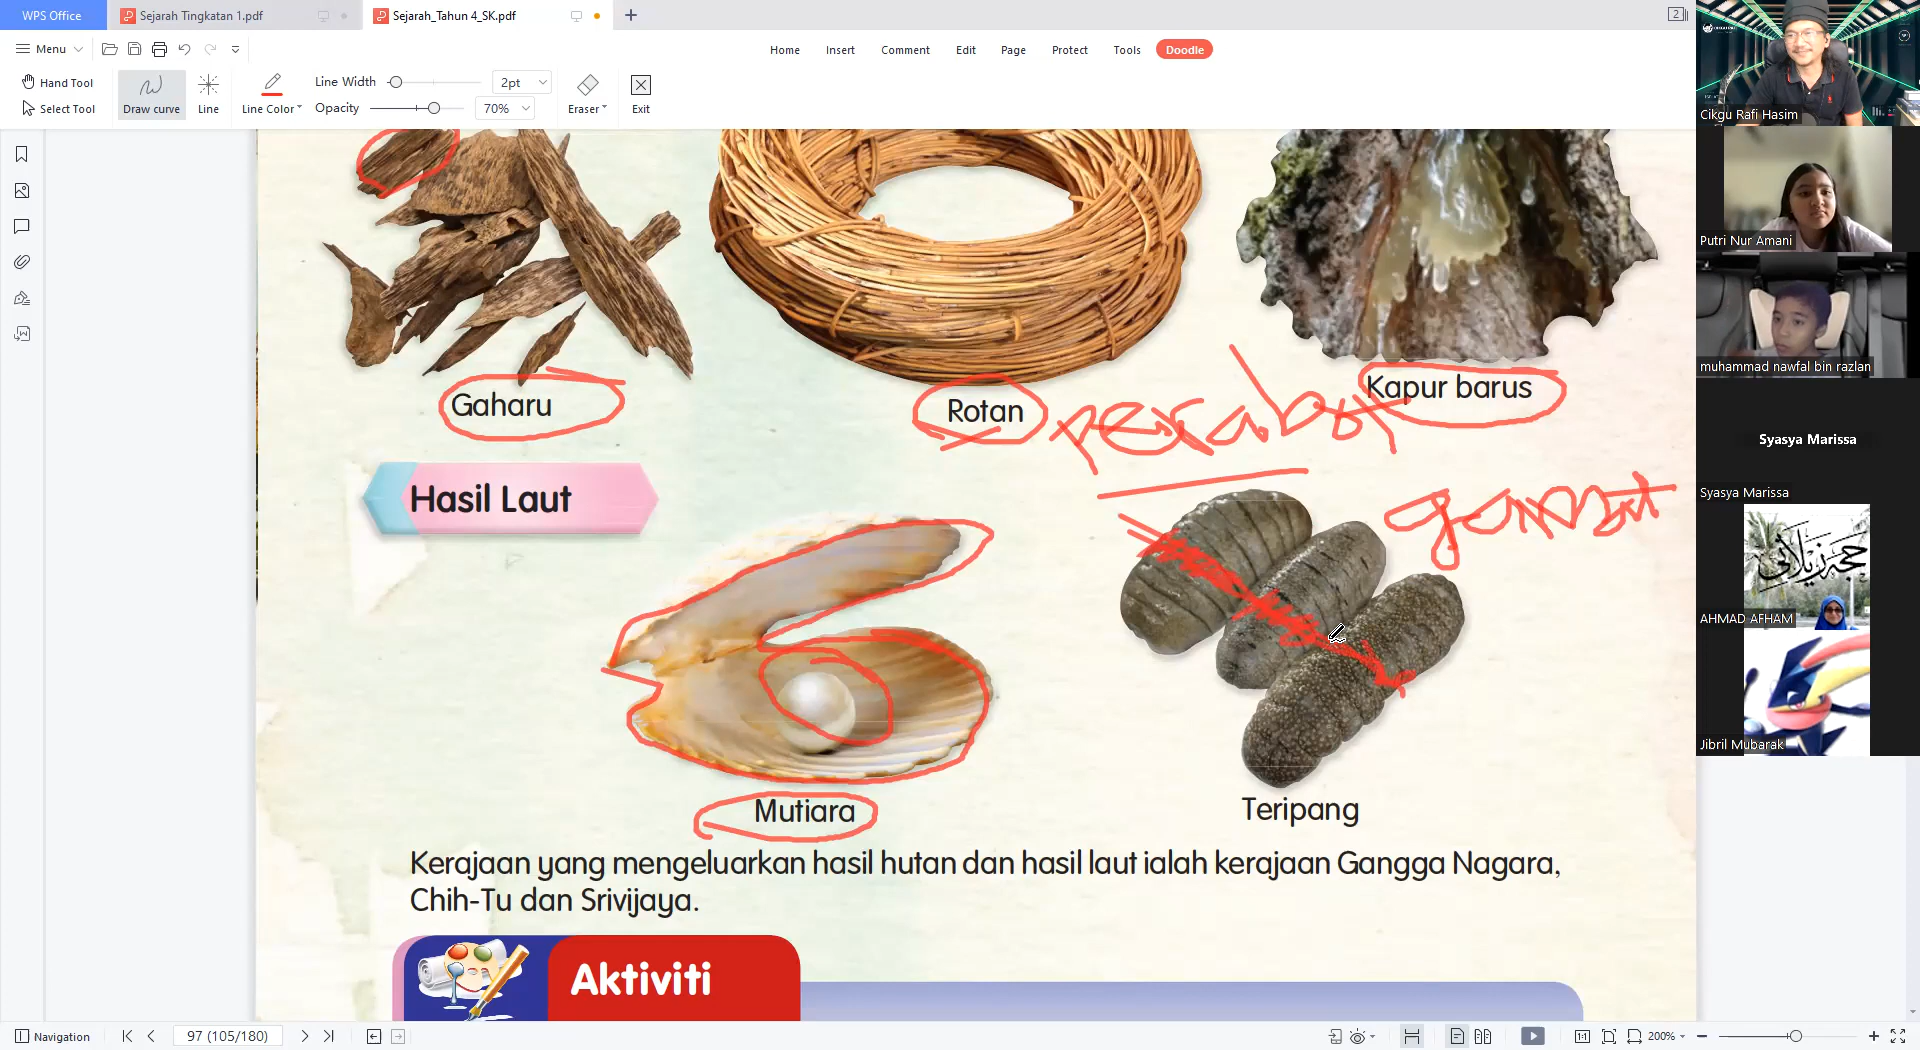 WPS Office
Sejarah Tingkatan 1.pdf
Sejarah_Tahun 4_SK.pdf
2
Menu
Home Insert Comment Edit Page Protect Tools Doodle
Hand Tool
Select Tool
Draw curve
Line
Line Color
Line Width 2pt
Opacity 70%
Eraser
Exit
Cikgu Rafi Hasim
Putri Nur Amani
muhammad nawfal bin razlan
Syasya Marissa
Syasya Marissa
AHMAD AFHAM
Jibril Mubarak
Gaharu
Rotan
perabot
Kapur barus
Hasil Laut
gamat
Mutiara
Teripang
Kerajaan yang mengeluarkan hasil hutan dan hasil laut ialah kerajaan Gangga Nagara,
Chih-Tu dan Srivijaya.
Aktiviti
Navigation
97 (105/180)
1:1
200%